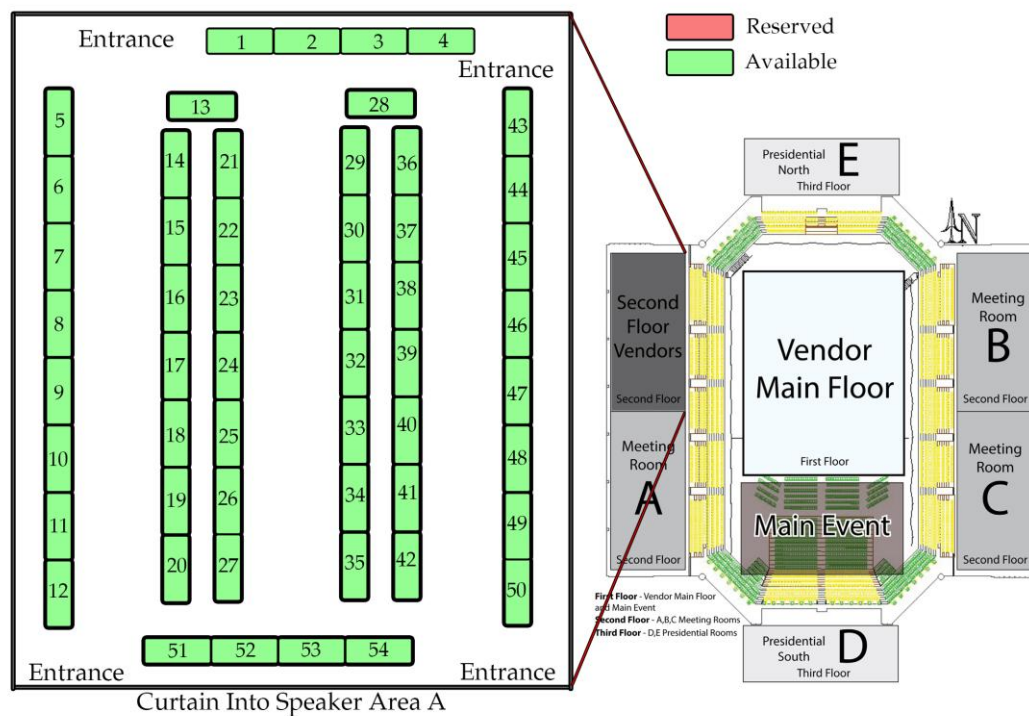 Entrance
1 2 3 4
Entrance
Reserved
Available
5
6
7
8
9
10
11
12
13
14
15
16
17
18
19
20
21
22
23
24
25
26
27
28
29
30
31
32
33
34
35
36
37
38
39
40
41
42
43
44
45
46
47
48
49
50
51 52 53 54
Entrance
Entrance
Curtain Into Speaker Area A
Presidential
North
E
Third Floor
N
Second
Floor
Vendors
Second Floor
Meeting
Room
A
Second Floor
Vendor
Main Floor
First Floor
Main Event
Meeting
Room
B
Second Floor
Meeting
Room
C
Second Floor
First Floor - Vendor Main Floor
and Main Event
Second Floor - A,B,C Meeting Rooms
Third Floor - D,E Presidential Rooms
Presidential
South
D
Third Floor